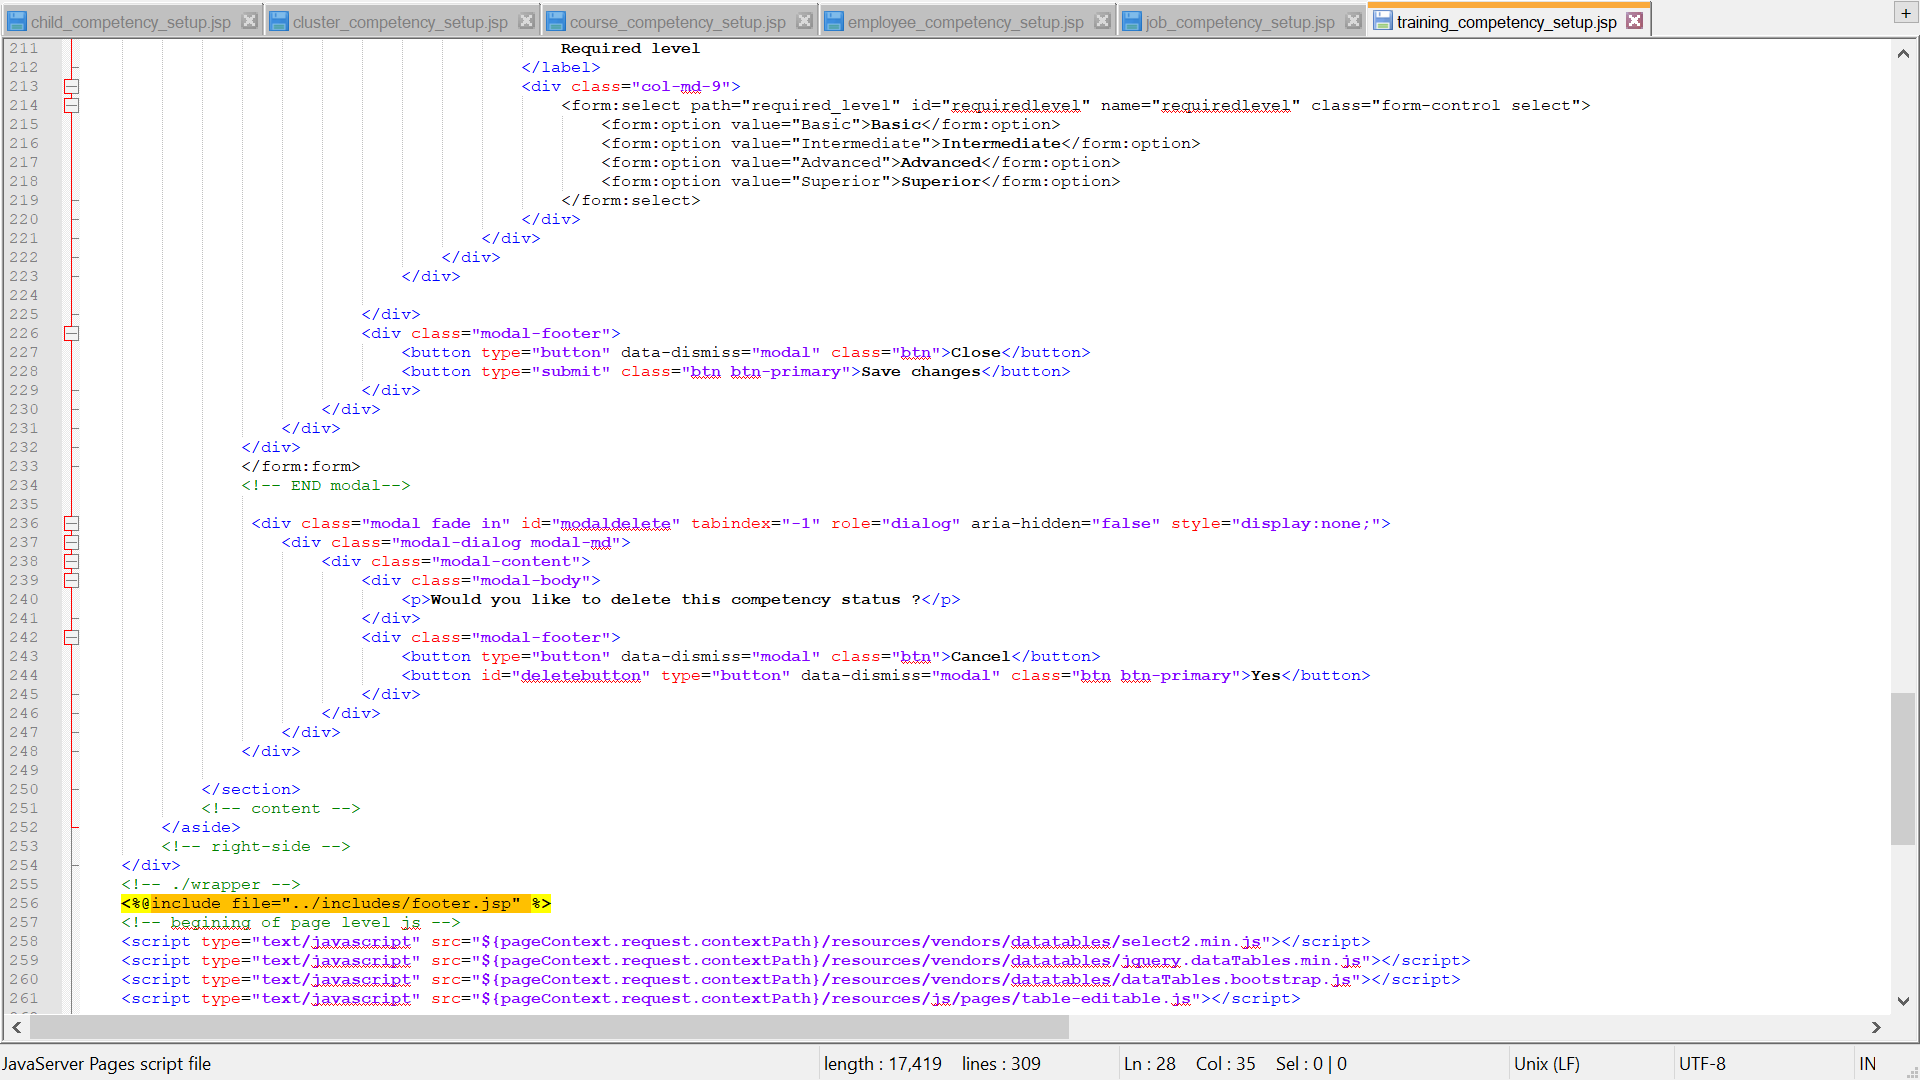 child_competency_setup.jsp cluster_competency_setup.jsp course_competency_setup.jsp employee_competency_setup.jsp job_competency_setup.jsp training_competency_setup.jsp +
211 Required level
212 </label>
213 <div class="col-md-9">
214 <form:select path="required_level" id="requiredlevel" name="requiredlevel" class="form-control select">
215 <form:option value="Basic">Basic</form:option>
216 <form:option value="Intermediate">Intermediate</form:option>
217 <form:option value="Advanced">Advanced</form:option>
218 <form:option value="Superior">Superior</form:option>
219 </form:select>
220 </div>
221 </div>
222 </div>
223 </div>
224
225 </div>
226 <div class="modal-footer">
227 <button type="button" data-dismiss="modal" class="btn">Close</button>
228 <button type="submit" class="btn btn-primary">Save changes</button>
229 </div>
230 </div>
231 </div>
232 </div>
233 </form:form>
234 <!-- END modal-->
235
236 <div class="modal fade in" id="modaldelete" tabindex="-1" role="dialog" aria-hidden="false" style="display:none;">
237 <div class="modal-dialog modal-md">
238 <div class="modal-content">
239 <div class="modal-body">
240 <p>Would you like to delete this competency status ?</p>
241 </div>
242 <div class="modal-footer">
243 <button type="button" data-dismiss="modal" class="btn">Cancel</button>
244 <button id="deletebutton" type="button" data-dismiss="modal" class="btn btn-primary">Yes</button>
245 </div>
246 </div>
247 </div>
248 </div>
249
250 </section>
251 <!-- content -->
252 </aside>
253 <!-- right-side -->
254 </div>
255 <!-- ./wrapper -->
256 <%@include file="../includes/footer.jsp" %>
257 <!-- begining of page level js -->
258 <script type="text/javascript" src="${pageContext.request.contextPath}/resources/vendors/datatables/select2.min.js"></script>
259 <script type="text/javascript" src="${pageContext.request.contextPath}/resources/vendors/datatables/jquery.dataTables.min.js"></script>
260 <script type="text/javascript" src="${pageContext.request.contextPath}/resources/vendors/datatables/dataTables.bootstrap.js"></script>
261 <script type="text/javascript" src="${pageContext.request.contextPath}/resources/js/pages/table-editable.js"></script>
JavaServer Pages script file length : 17,419 lines : 309 Ln : 28 Col : 35 Sel : 0 | 0 Unix (LF) UTF-8 IN